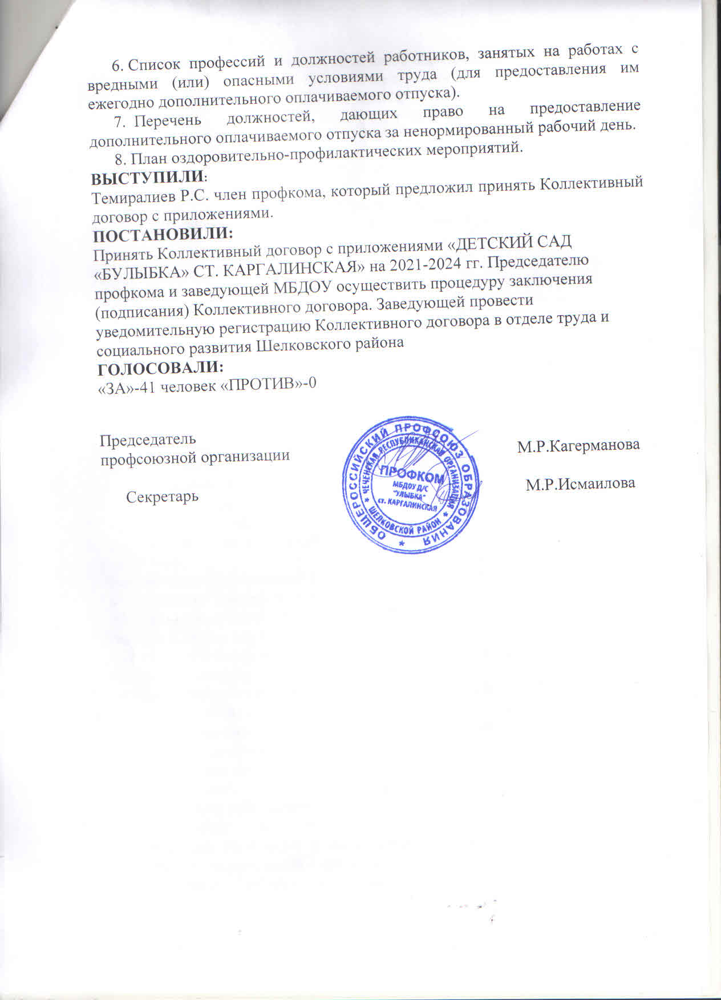 6. Список профессий и должностей работников, занятых на работах с
вредными (или) опасными условиями труда (для предоставления им
ежегодно дополнительного оплачиваемого отпуска).
7. Перечень должностей, дающих право на предоставление
дополнительного оплачиваемого отпуска за ненормированный рабочий день.
8. План оздоровительно-профилактических мероприятий.
ВЫСТУПИЛИ:
Темиралиев Р.С. член профкома, который предложил принять Коллективный
договор с приложениями.
ПОСТАНОВИЛИ:
Принять Коллективный договор с приложениями «ДЕТСКИЙ САД
«БУЛЫБКА» СТ. КАРГАЛИНСКАЯ» на 2021-2024 гг. Председателю
профкома и заведующей МБДОУ осуществить процедуру заключения
(подписания) Коллективного договора. Заведующей провести
уведомительную регистрацию Коллективного договора в отделе труда и
социального развития Шелковского района
ГОЛОСОВАЛИ:
«ЗА»-41 человек «ПРОТИВ»-0
Председатель
профсоюзной организации М.Р.Кагерманова
Секретарь М.Р.Исмаилова
ОБЩЕРОССИЙСКИЙ ПРОФСОЮЗ ОБРАЗОВАНИЯ *
ЧЕЧЕНСКАЯ РЕСПУБЛИКАНСКАЯ ОРГАНИЗАЦИЯ
* ШЕЛКОВСКОЙ РАЙОН *
ПРОФКОМ
МБДОУ Д/С
"УЛЫБКА"
ст. КАРГАЛИНСКАЯ